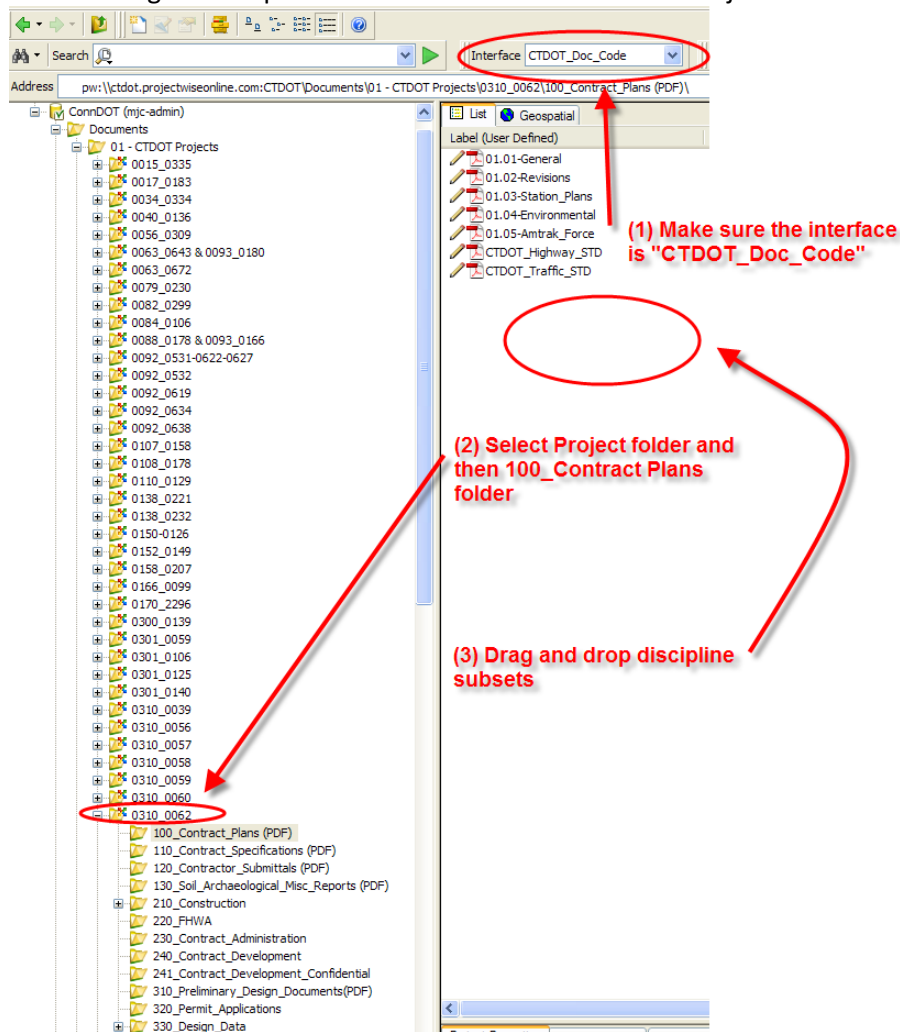 Search
Interface CTDOT_Doc_Code
Address pw:\\ctdot.projectwiseonline.com:CTDOT\Documents\01 - CTDOT Projects\0310_0062\100_Contract_Plans (PDF)\
ConnDOT (mjc-admin)
Documents
01 - CTDOT Projects
0015_0335
0017_0183
0034_0334
0040_0136
0056_0309
0063_0643 & 0093_0180
0063_0672
0079_0230
0082_0299
0084_0106
0088_0178 & 0093_0166
0092_0531-0622-0627
0092_0532
0092_0619
0092_0634
0092_0638
0107_0158
0108_0178
0110_0129
0138_0221
0138_0232
0150-0126
0152_0149
0158_0207
0166_0099
0170_2296
0300_0139
0301_0059
0301_0106
0301_0125
0301_0140
0310_0039
0310_0056
0310_0057
0310_0058
0310_0059
0310_0060
0310_0062
100_Contract_Plans (PDF)
110_Contract_Specifications (PDF)
120_Contractor_Submittals (PDF)
130_Soil_Archaeological_Misc_Reports (PDF)
210_Construction
220_FHWA
230_Contract_Administration
240_Contract_Development
241_Contract_Development_Confidential
310_Preliminary_Design_Documents(PDF)
320_Permit_Applications
330_Design_Data
List Geospatial
Label (User Defined)
01.01-General
01.02-Revisions
01.03-Station_Plans
01.04-Environmental
01.05-Amtrak_Force
CTDOT_Highway_STD
CTDOT_Traffic_STD
(1) Make sure the interface
is "CTDOT_Doc_Code"
(2) Select Project folder and
then 100_Contract Plans
folder
(3) Drag and drop discipline
subsets